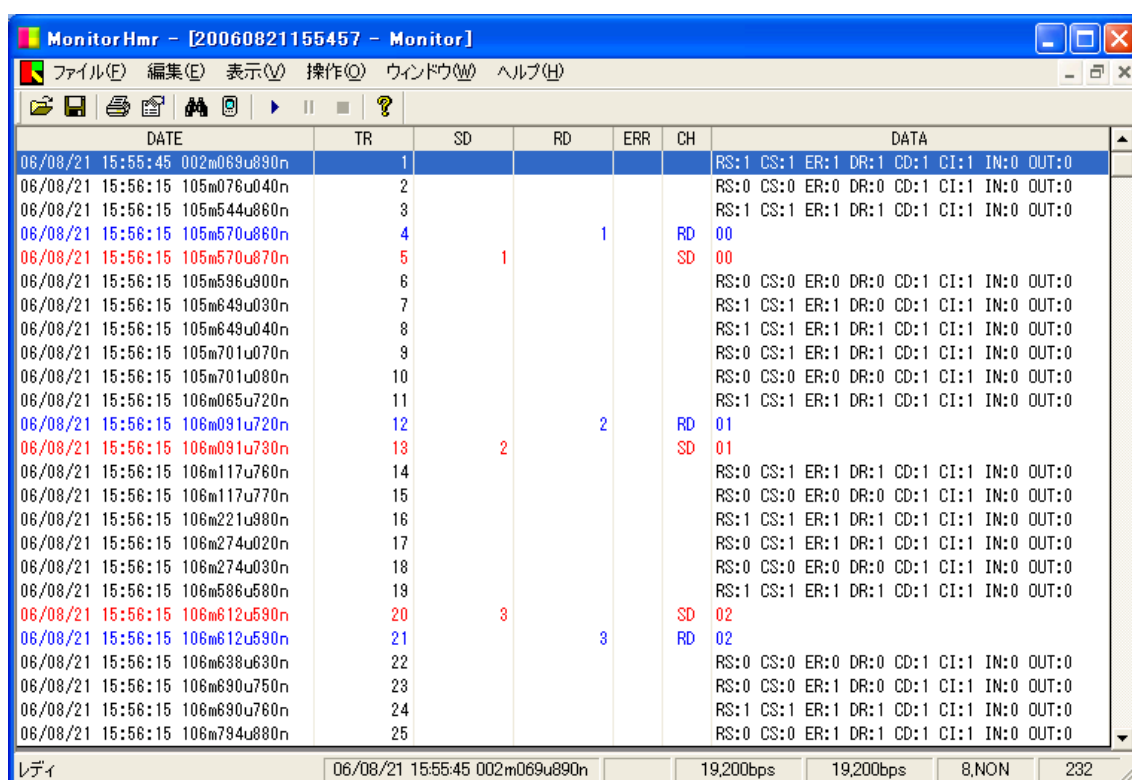 MonitorHmr - [20060821155457 - Monitor]
ファイル(F) 編集(E) 表示(V) 操作(O) ウィンドウ(W) ヘルプ(H)
DATE TR SD RD ERR CH DATA
06/08/21 15:55:45 002m069u890n 1 RS:1 CS:1 ER:1 DR:1 CD:1 CI:1 IN:0 OUT:0
06/08/21 15:56:15 105m076u040n 2 RS:0 CS:0 ER:0 DR:0 CD:1 CI:1 IN:0 OUT:0
06/08/21 15:56:15 105m544u860n 3 RS:1 CS:1 ER:1 DR:1 CD:1 CI:1 IN:0 OUT:0
06/08/21 15:56:15 105m570u860n 4 1 RD 00
06/08/21 15:56:15 105m570u870n 5 1 SD 00
06/08/21 15:56:15 105m596u900n 6 RS:0 CS:0 ER:0 DR:0 CD:1 CI:1 IN:0 OUT:0
06/08/21 15:56:15 105m649u030n 7 RS:1 CS:0 ER:1 DR:0 CD:1 CI:1 IN:0 OUT:0
06/08/21 15:56:15 105m649u040n 8 RS:1 CS:1 ER:1 DR:1 CD:1 CI:1 IN:0 OUT:0
06/08/21 15:56:15 105m701u070n 9 RS:0 CS:1 ER:0 DR:1 CD:1 CI:1 IN:0 OUT:0
06/08/21 15:56:15 105m701u080n 10 RS:0 CS:0 ER:0 DR:0 CD:1 CI:1 IN:0 OUT:0
06/08/21 15:56:15 106m065u720n 11 RS:1 CS:1 ER:1 DR:1 CD:1 CI:1 IN:0 OUT:0
06/08/21 15:56:15 106m091u720n 12 2 RD 01
06/08/21 15:56:15 106m091u730n 13 2 SD 01
06/08/21 15:56:15 106m117u760n 14 RS:0 CS:1 ER:0 DR:0 CD:1 CI:1 IN:0 OUT:0
06/08/21 15:56:15 106m117u770n 15 RS:0 CS:0 ER:0 DR:0 CD:1 CI:1 IN:0 OUT:0
06/08/21 15:56:15 106m221u980n 16 RS:1 CS:1 ER:1 DR:1 CD:1 CI:1 IN:0 OUT:0
06/08/21 15:56:15 106m274u020n 17 RS:0 CS:1 ER:0 DR:1 CD:1 CI:1 IN:0 OUT:0
06/08/21 15:56:15 106m274u030n 18 RS:0 CS:0 ER:0 DR:0 CD:1 CI:1 IN:0 OUT:0
06/08/21 15:56:15 106m586u580n 19 RS:1 CS:1 ER:1 DR:1 CD:1 CI:1 IN:0 OUT:0
06/08/21 15:56:15 106m612u590n 20 3 SD 02
06/08/21 15:56:15 106m612u590n 21 3 RD 02
06/08/21 15:56:15 106m638u630n 22 RS:0 CS:0 ER:0 DR:0 CD:1 CI:1 IN:0 OUT:0
06/08/21 15:56:15 106m690u750n 23 RS:0 CS:0 ER:1 DR:0 CD:1 CI:1 IN:0 OUT:0
06/08/21 15:56:15 106m690u760n 24 RS:1 CS:1 ER:1 DR:1 CD:1 CI:1 IN:0 OUT:0
06/08/21 15:56:15 106m794u880n 25 RS:0 CS:0 ER:0 DR:0 CD:1 CI:1 IN:0 OUT:0
レディ 06/08/21 15:55:45 002m069u890n 19,200bps 19,200bps 8,NON 232